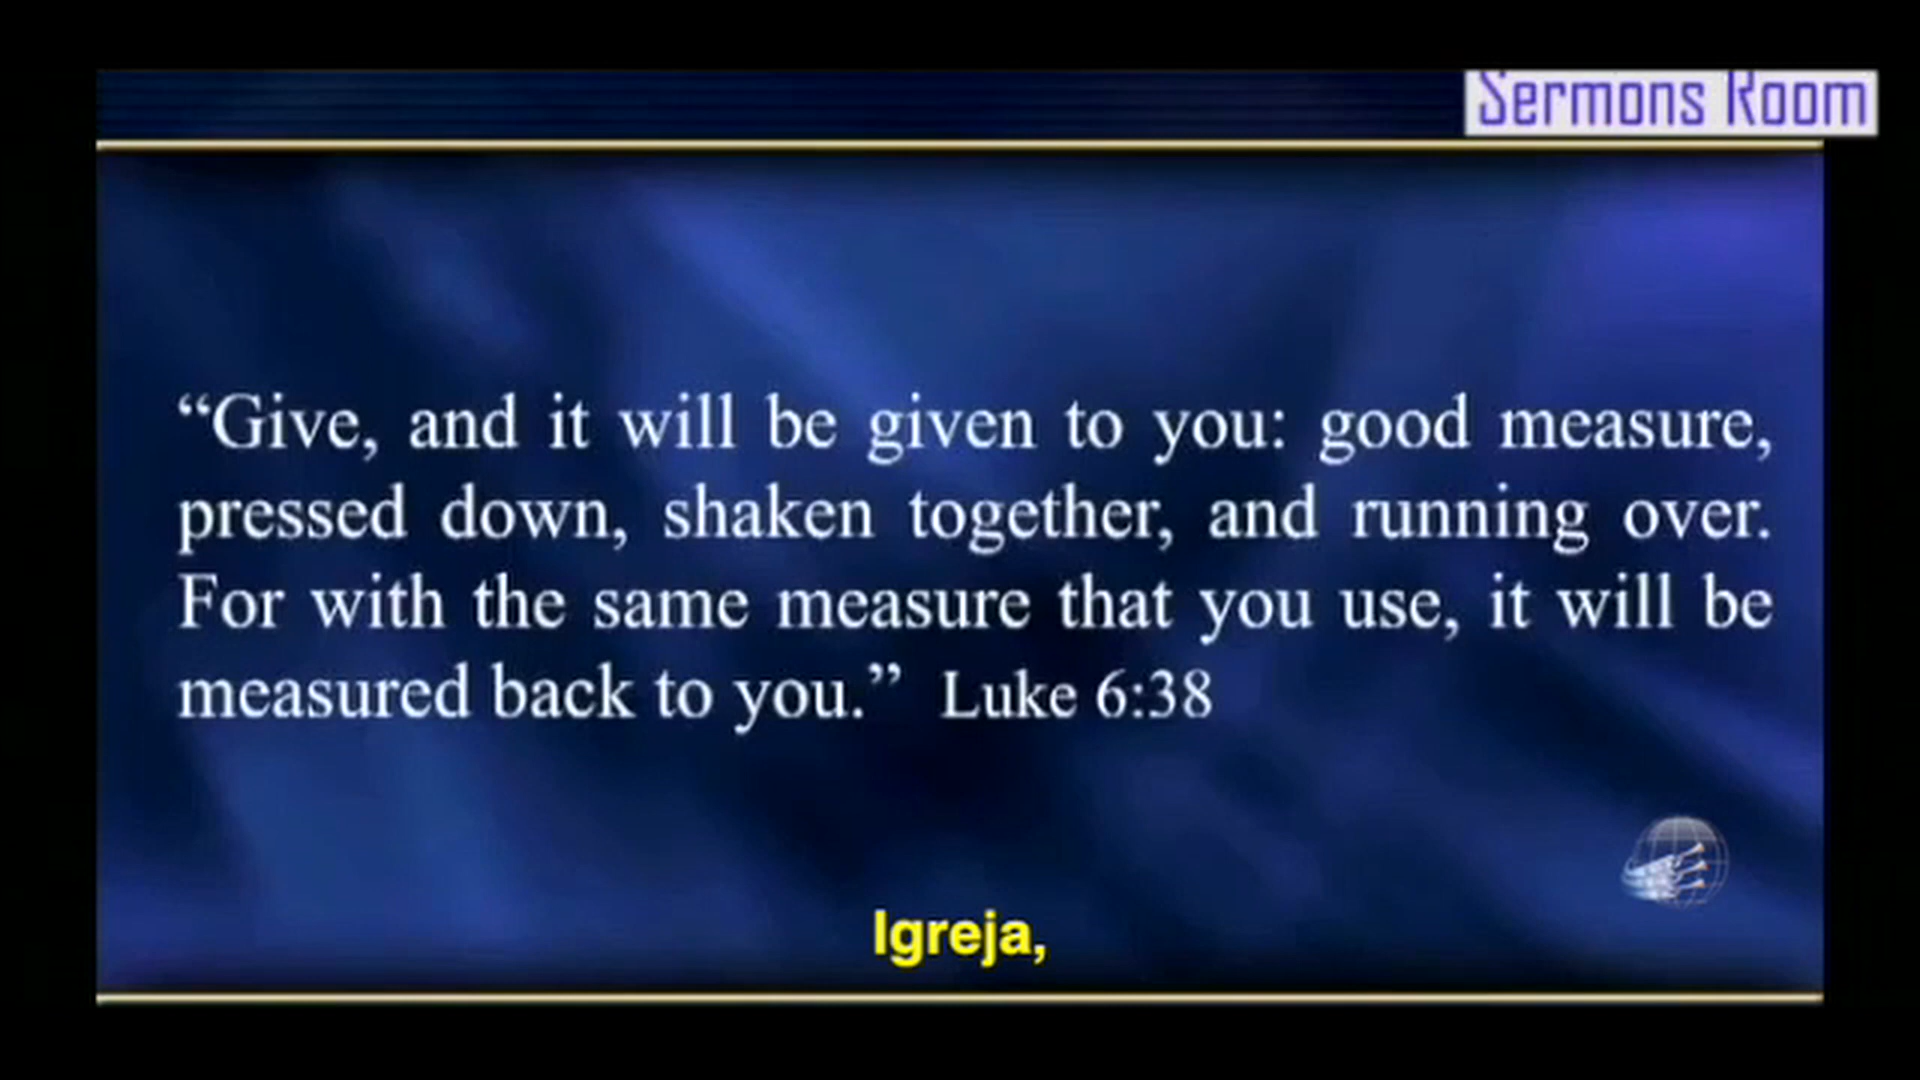 Sermons Room
“Give, and it will be given to you: good measure,
pressed down, shaken together, and running over.
For with the same measure that you use, it will be
measured back to you.” Luke 6:38
Igreja,